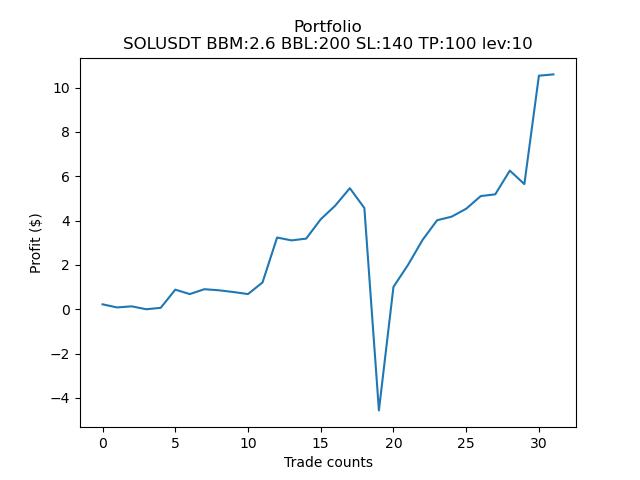 Portfolio
SOLUSDT BBM:2.6 BBL:200 SL:140 TP:100 lev:10
Profit ($)
10
8
6
4
2
0
−2
−4
0 5 10 15 20 25 30
Trade counts